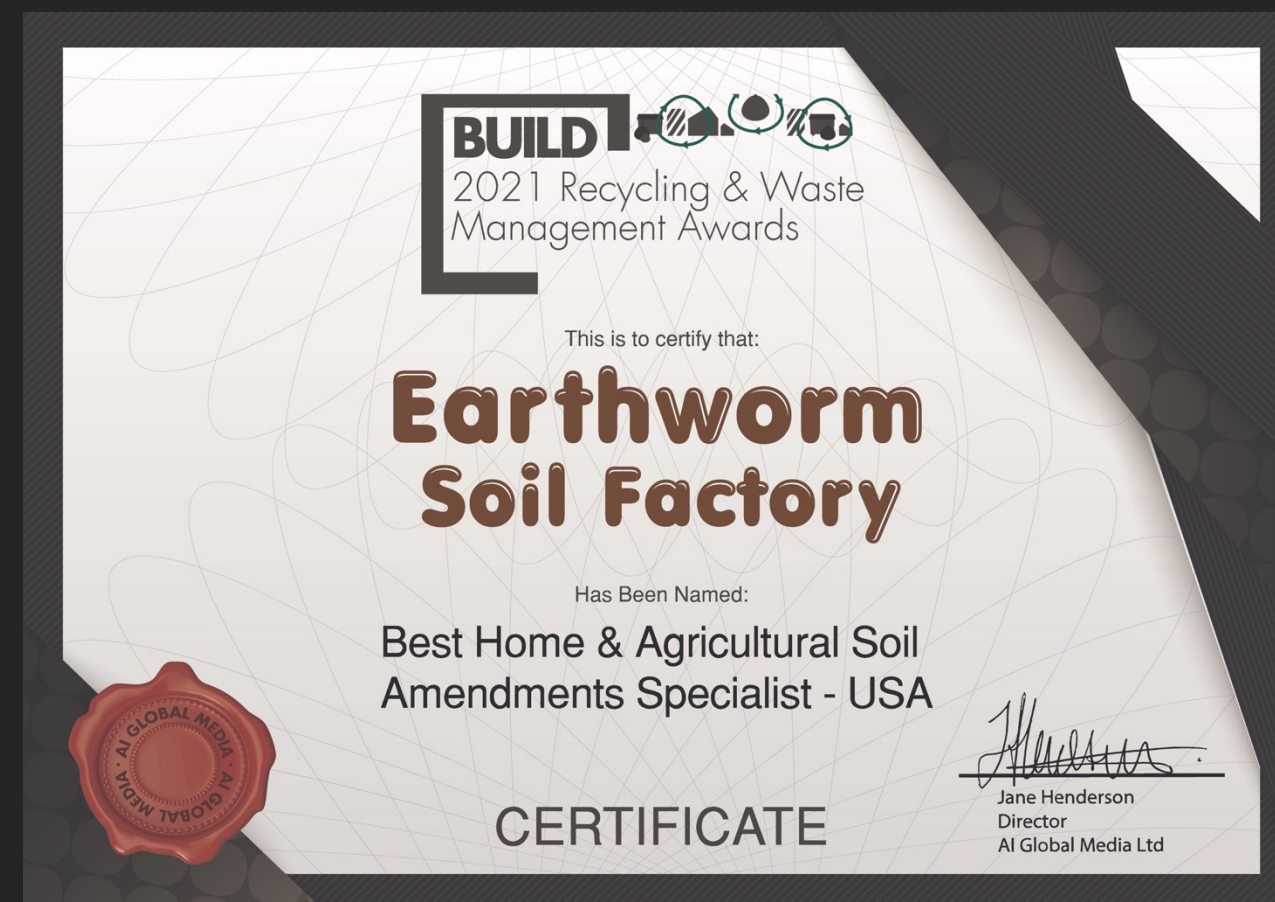 BUILD
2021 Recycling & Waste
Management Awards
This is to certify that:
Earthworm
Soil Factory
Has Been Named:
Best Home & Agricultural Soil
Amendments Specialist - USA
AI GLOBAL MEDIA · AI GLOBAL MEDIA ·
CERTIFICATE
Jane Henderson
Director
AI Global Media Ltd